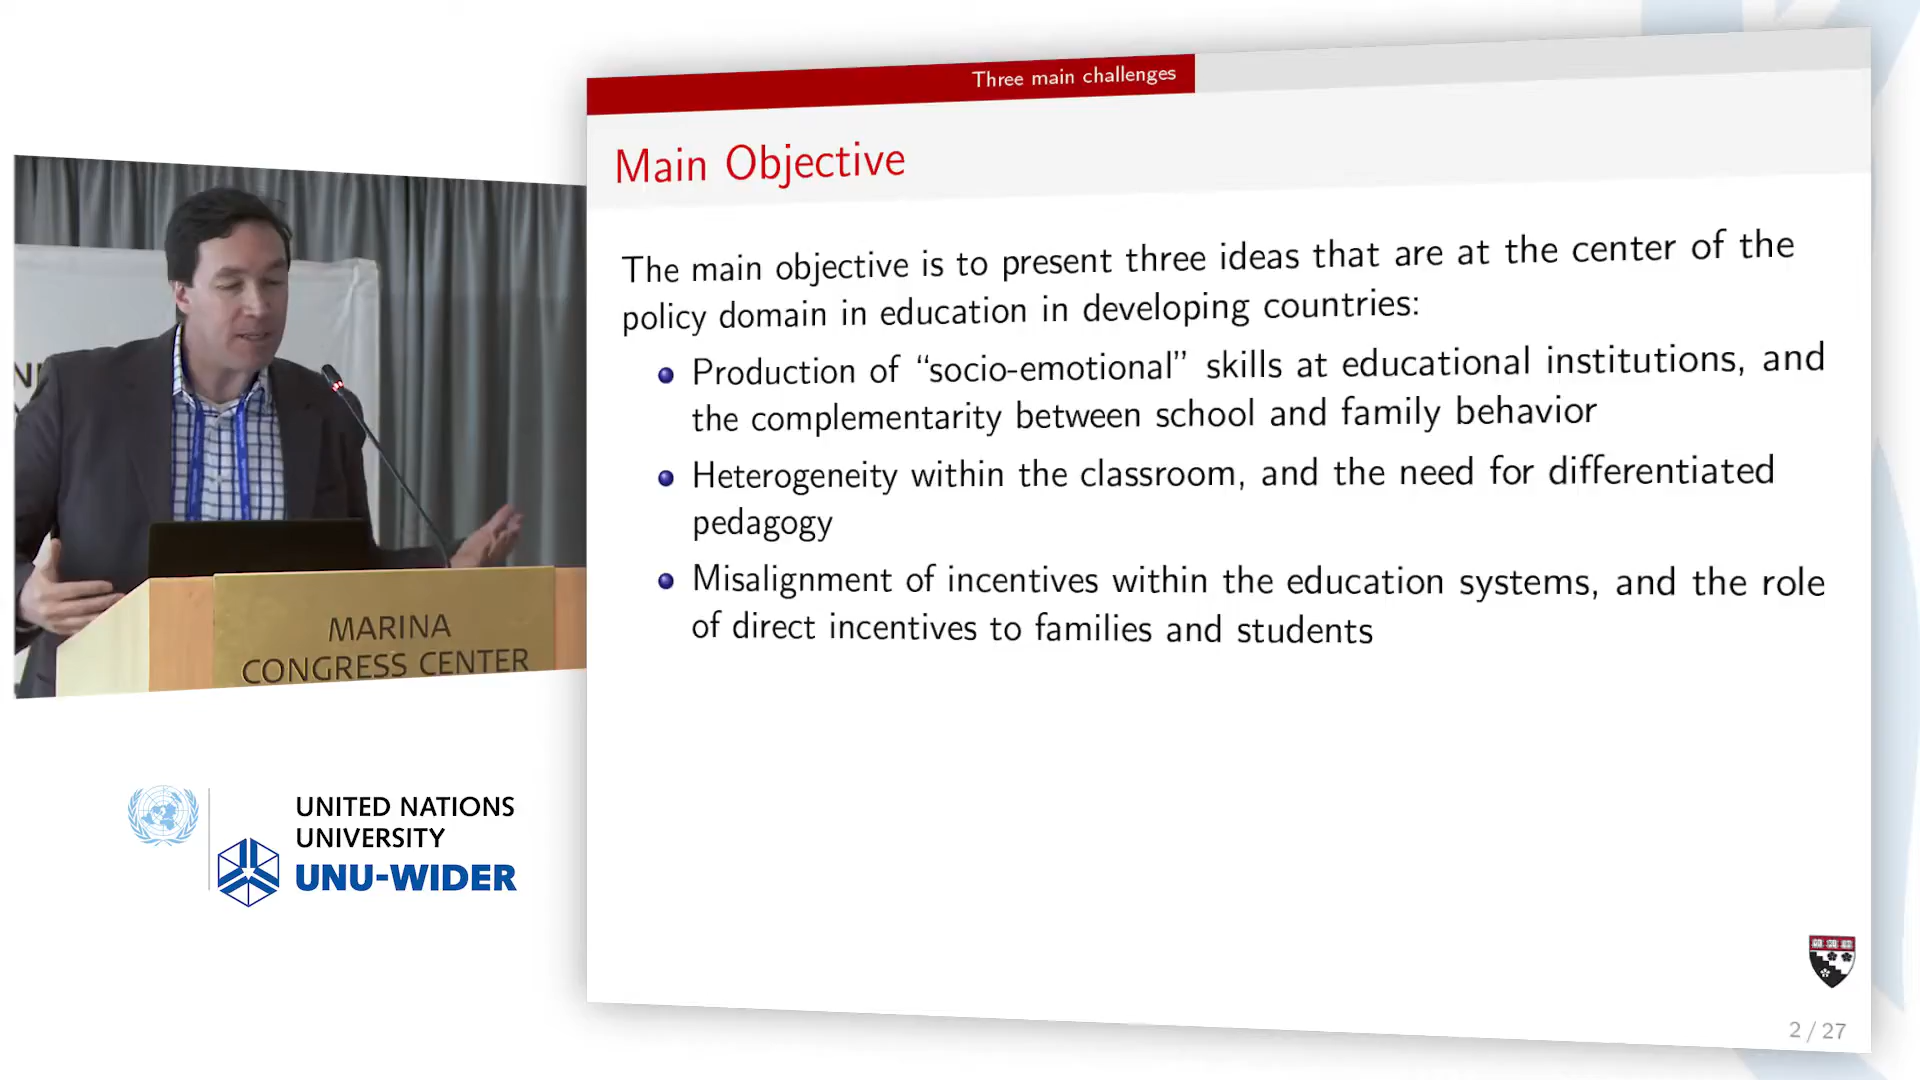 Three main challenges
Main Objective
The main objective is to present three ideas that are at the center of the
policy domain in education in developing countries:
Production of “socio-emotional” skills at educational institutions, and
the complementarity between school and family behavior
Heterogeneity within the classroom, and the need for differentiated
pedagogy
Misalignment of incentives within the education systems, and the role
of direct incentives to families and students
2 / 27
MARINA
CONGRESS CENTER
UNITED NATIONS
UNIVERSITY
UNU-WIDER